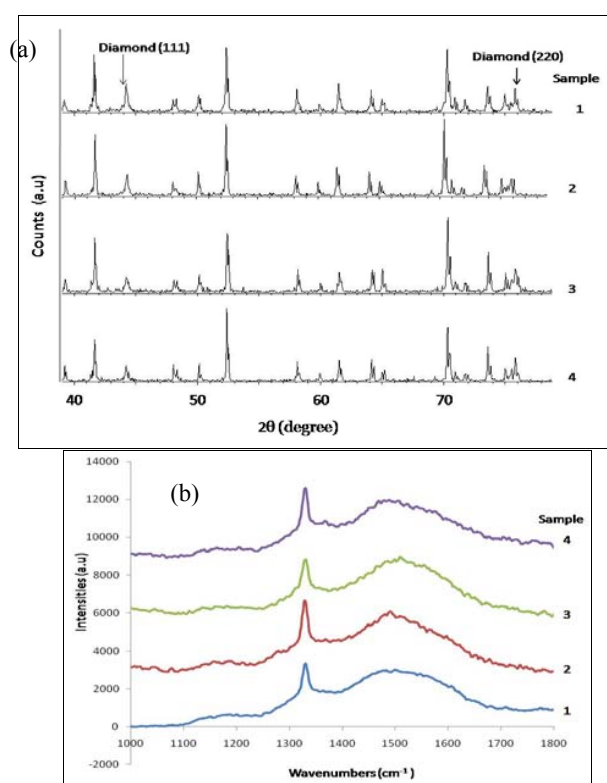 (a)
Diamond (111)
Diamond (220)
Sample
1
2
3
4
Counts (a.u)
40 50 60 70
2θ (degree)
(b)
14000
12000
10000
8000
6000
4000
2000
0
-2000
Intensities (a.u)
Sample
4
3
2
1
1000 1100 1200 1300 1400 1500 1600 1700 1800
Wavenumbers (cm⁻¹)